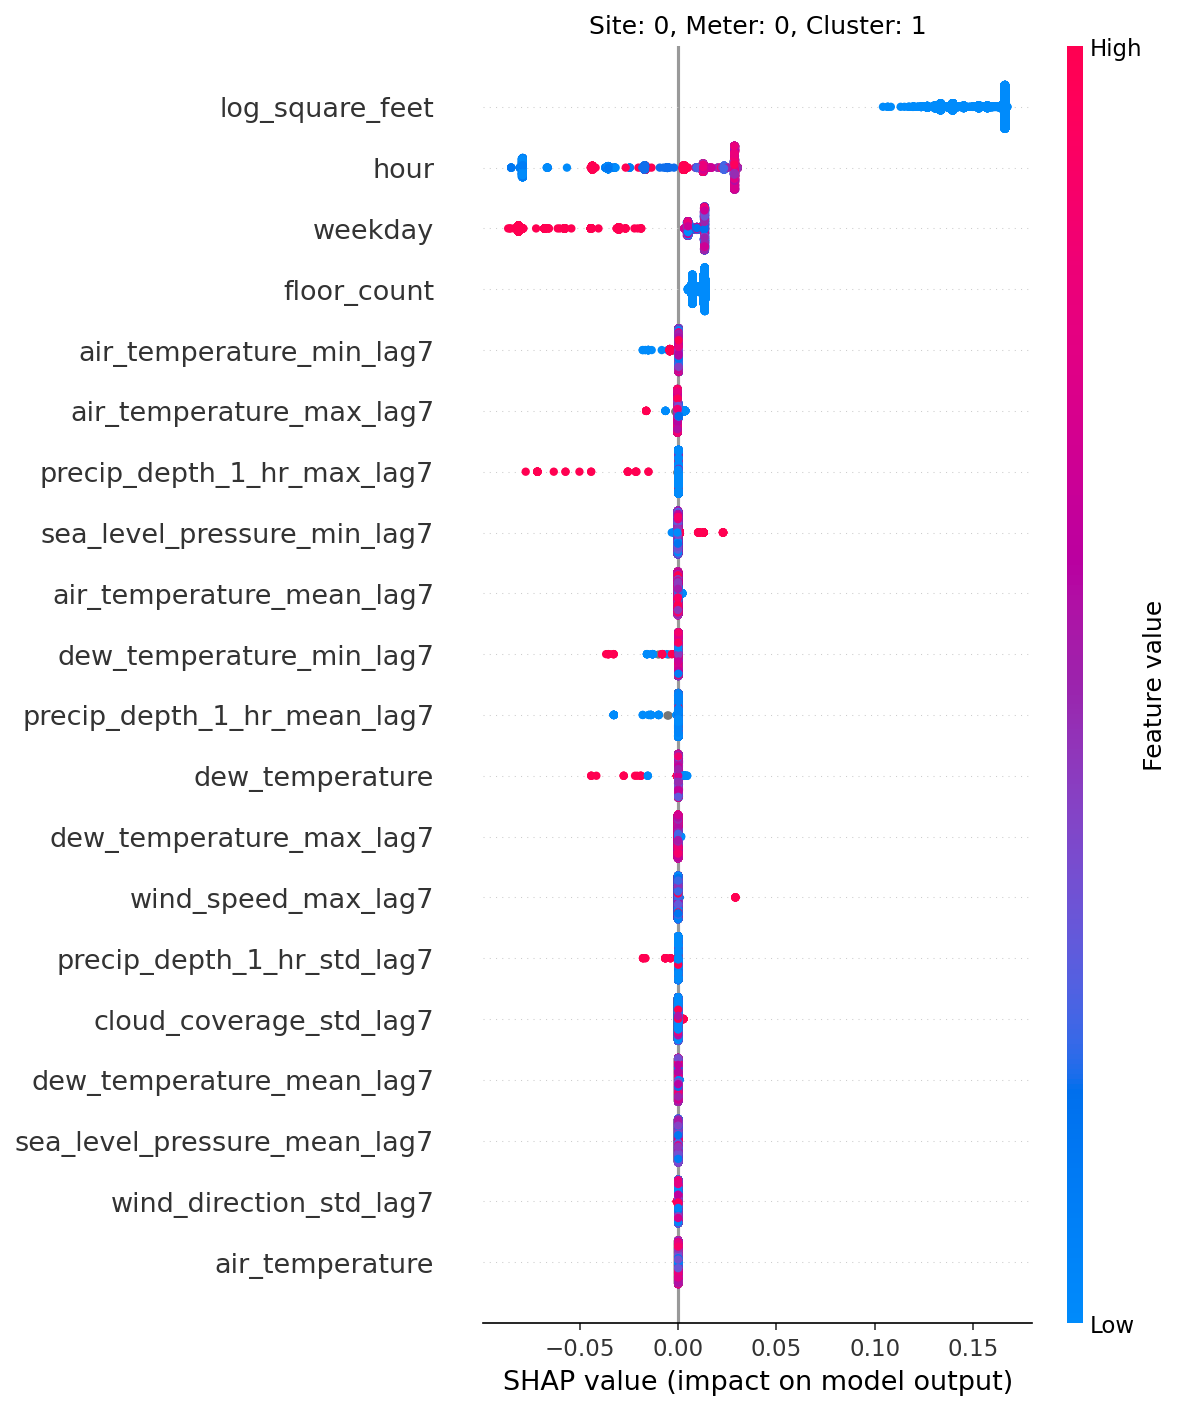 Site: 0, Meter: 0, Cluster: 1
High
log_square_feet
hour
weekday
floor_count
air_temperature_min_lag7
air_temperature_max_lag7
precip_depth_1_hr_max_lag7
sea_level_pressure_min_lag7
air_temperature_mean_lag7
dew_temperature_min_lag7
precip_depth_1_hr_mean_lag7
dew_temperature
dew_temperature_max_lag7
wind_speed_max_lag7
precip_depth_1_hr_std_lag7
cloud_coverage_std_lag7
dew_temperature_mean_lag7
sea_level_pressure_mean_lag7
wind_direction_std_lag7
air_temperature
Feature value
Low
−0.05 0.00 0.05 0.10 0.15
SHAP value (impact on model output)